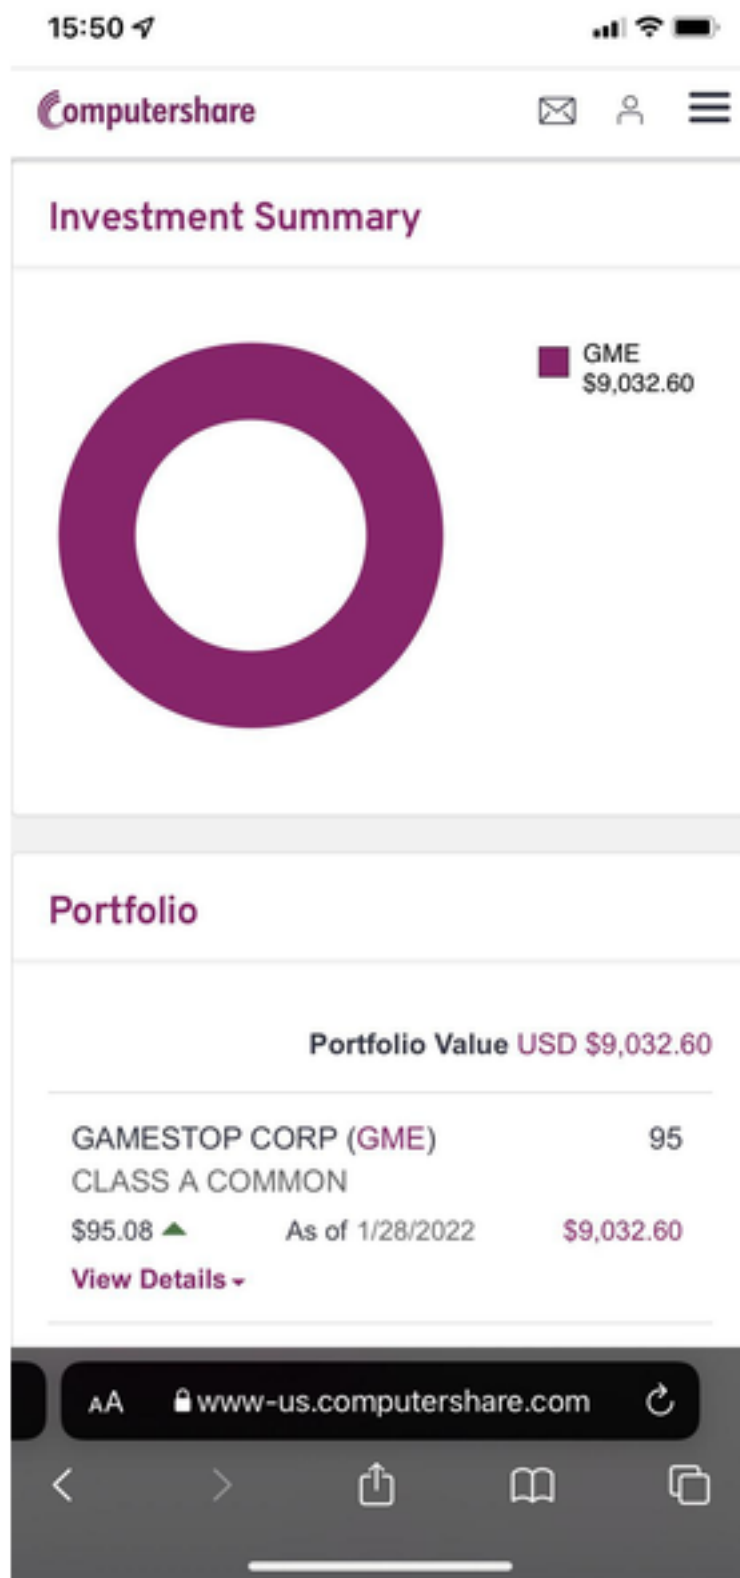 15:50
Computershare
Investment Summary
GME
$9,032.60
Portfolio
Portfolio Value USD $9,032.60
GAMESTOP CORP (GME) 95
CLASS A COMMON
$95.08 As of 1/28/2022 $9,032.60
View Details
AA www-us.computershare.com